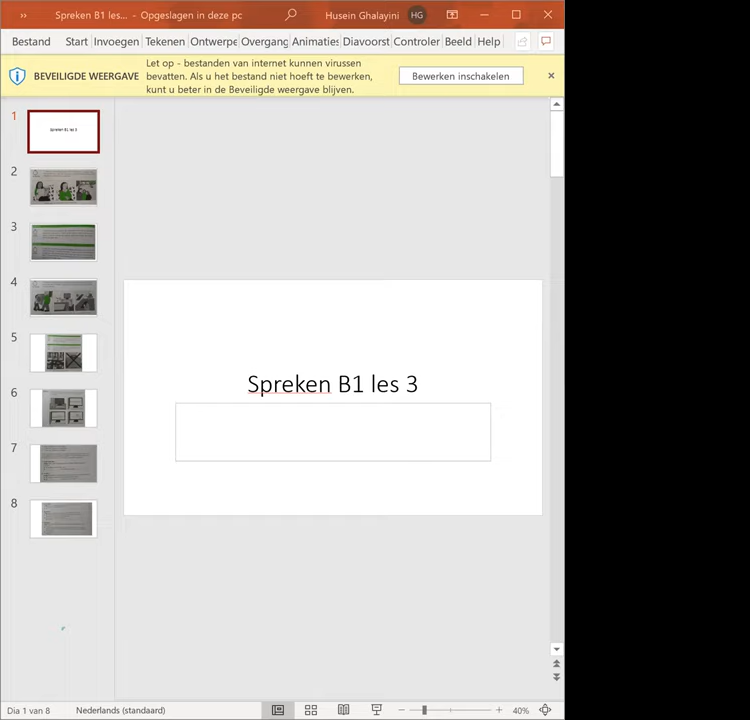 Spreken B1 les... - Opgeslagen in deze pc
Husein Ghalayini HG
Bestand Start Invoegen Tekenen Ontwerpe Overgang Animaties Diavoorst Controler Beeld Help
BEVEILIGDE WEERGAVE
Let op - bestanden van internet kunnen virussen
bevatten. Als u het bestand niet hoeft te bewerken,
kunt u beter in de Beveiligde weergave blijven.
Bewerken inschakelen
1
Spreken B1 les 3
2
3
4
5
6
7
8
Spreken B1 les 3
Dia 1 van 8
Nederlands (standaard)
40%